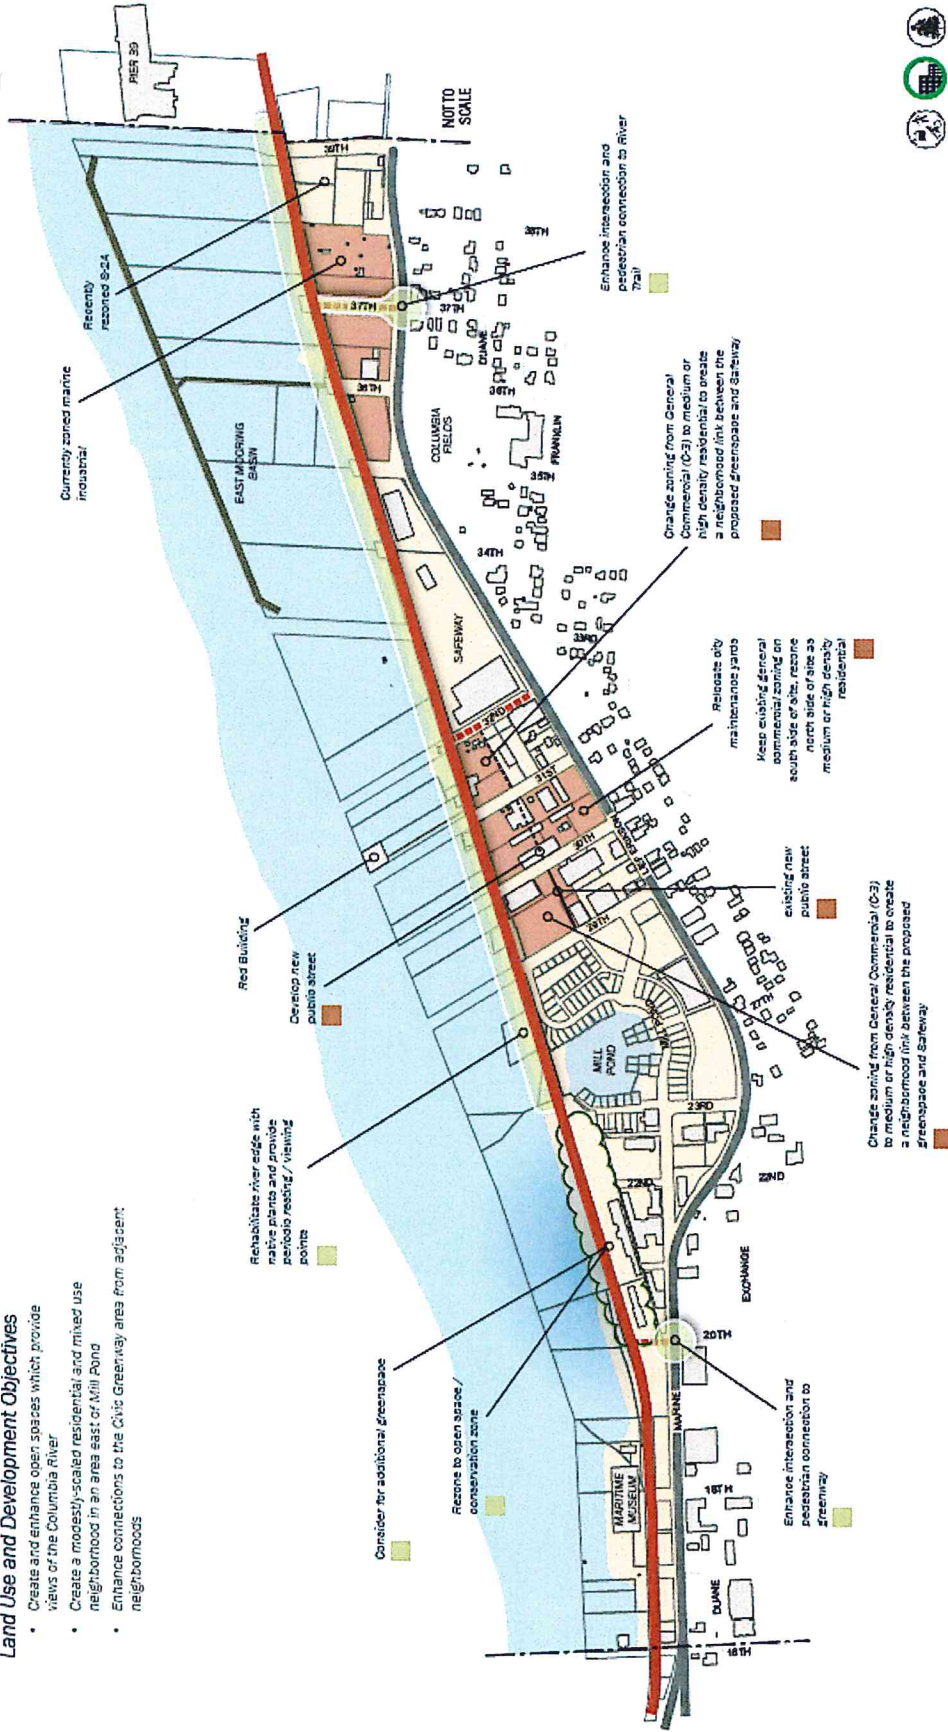 Land Use and Development Objectives
• Create and enhance open spaces which provide
views of the Columbia River
• Create a modestly-scaled residential and mixed use
neighborhood in an area east of Mill Pond
• Enhance connections to the Civic Greenway area from adjacent
neighborhoods
Consider for additional greenspace
Rezone to open space/
conservation zone
Rehabilitate river edge with
native plants and provide
periodic resting / viewing
points
Develop new
public street
Red Building
Currently zoned marine
industrial
Recently
rezoned S-2A
PIER 39
EAST MOORING
BASIN
NOT TO
SCALE
39TH
37TH
36TH
SAFEWAY
32ND
31ST
30TH
29TH
MILL
POND
MILL POND
23RD
22ND
MARITIME
MUSEUM
MARINE
LEIF ERICKSON
COLUMBIA
FIELDS
38TH
37TH
DUANE
36TH
FRANKLIN
35TH
34TH
33RD
27TH
22ND
EXCHANGE
20TH
18TH
DUANE
16TH
Enhance intersection and
pedestrian connection to
greenway
Change zoning from General Commercial (C-3)
to medium or high density residential to create
a neighborhood link between the proposed
greenspace and Safeway
existing new
public street
Relocate city
maintenance yards
Keep existing general
commercial zoning on
south side of site, rezone
north side of site as
medium or high density
residential
Change zoning from General
Commercial (C-3) to medium or
high density residential to create
a neighborhood link between the
proposed greenspace and Safeway
Enhance intersection and
pedestrian connection to River
Trail